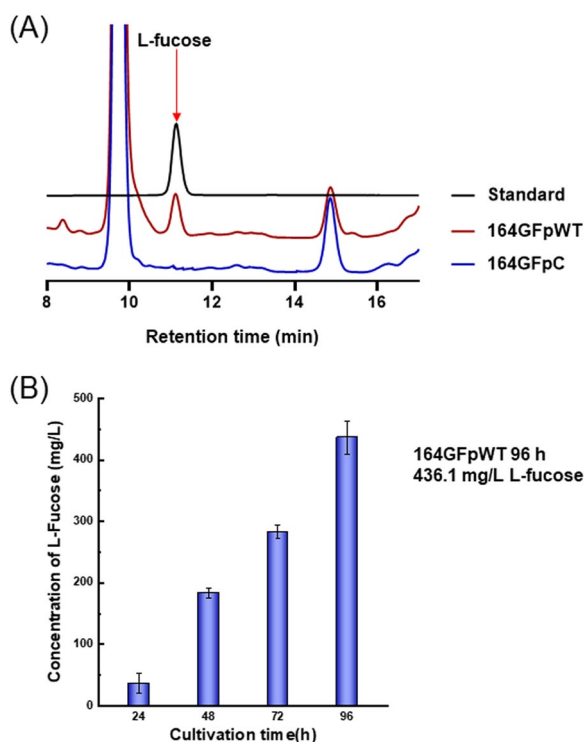 (A)
L-fucose
Standard
164GFpWT
164GFpC
8 10 12 14 16
Retention time (min)
(B)
Concentration of L-Fucose (mg/L)
500
400
300
200
100
0
164GFpWT 96 h
436.1 mg/L L-fucose
24 48 72 96
Cultivation time(h)